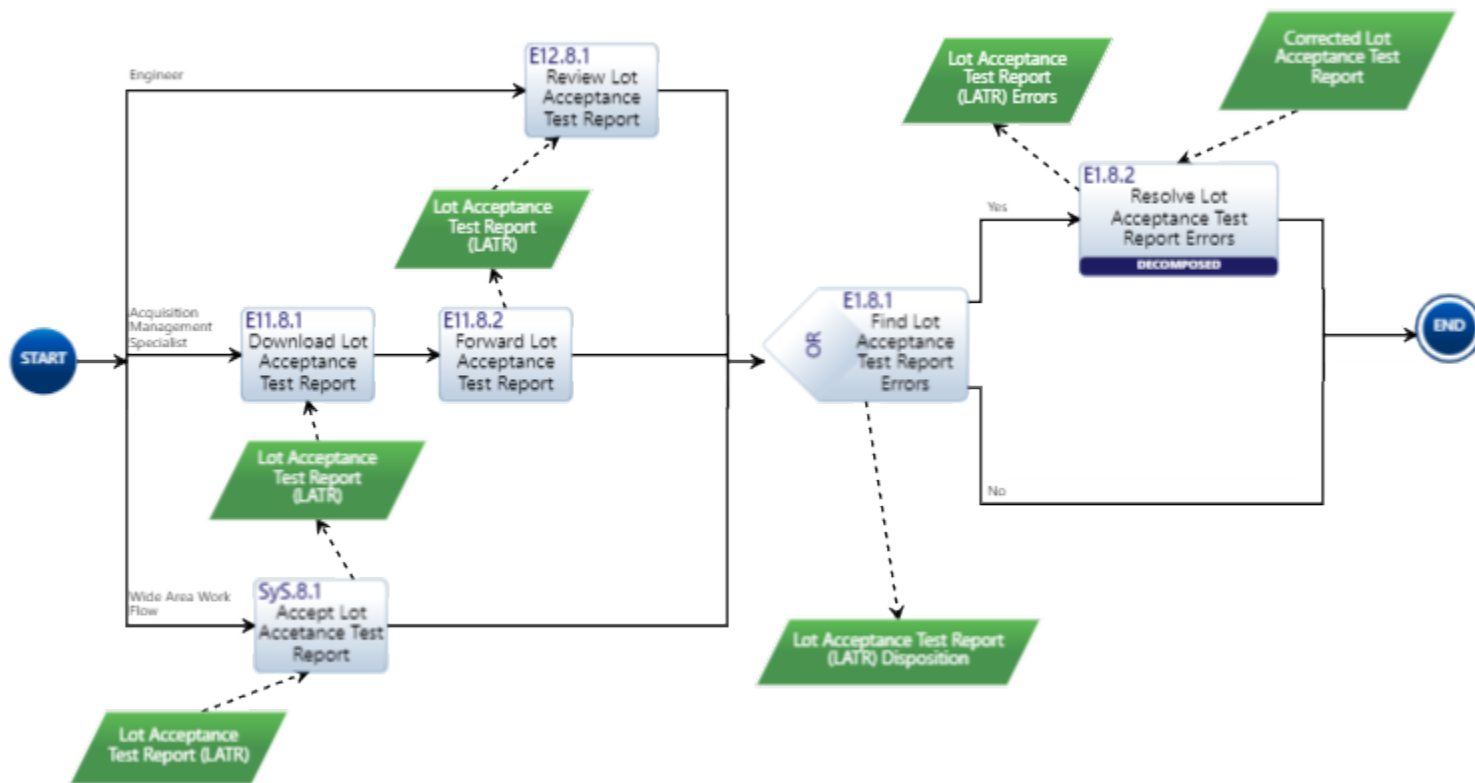 Engineer
E12.8.1
Review Lot
Acceptance
Test Report
Lot Acceptance
Test Report
(LATR) Errors
Corrected Lot
Acceptance Test
Report
Lot Acceptance
Test Report
(LATR)
E1.8.2
Resolve Lot
Acceptance Test
Report Errors
DECOMPOSED
Yes
START
Acquisition
Management
Specialist
E11.8.1
Download Lot
Acceptance
Test Report
E11.8.2
Forward Lot
Acceptance
Test Report
OR
E1.8.1
Find Lot
Acceptance
Test Report
Errors
END
Lot Acceptance
Test Report
(LATR)
No
Wide Area Work
Flow
SyS.8.1
Accept Lot
Accetance Test
Report
Lot Acceptance Test Report
(LATR) Disposition
Lot Acceptance
Test Report (LATR)